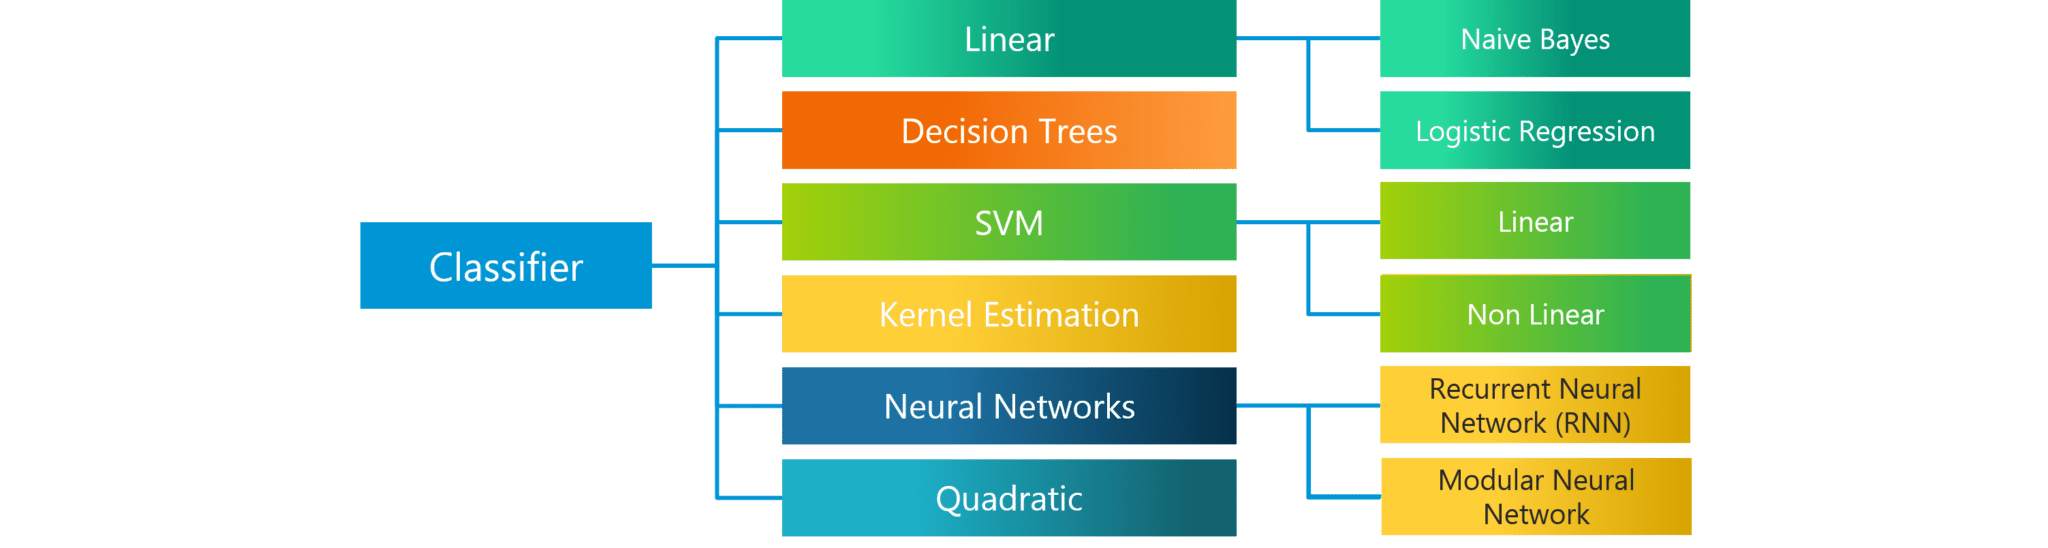 Classifier
Linear
Decision Trees
SVM
Kernel Estimation
Neural Networks
Quadratic
Naive Bayes
Logistic Regression
Linear
Non Linear
Recurrent Neural
Network (RNN)
Modular Neural
Network